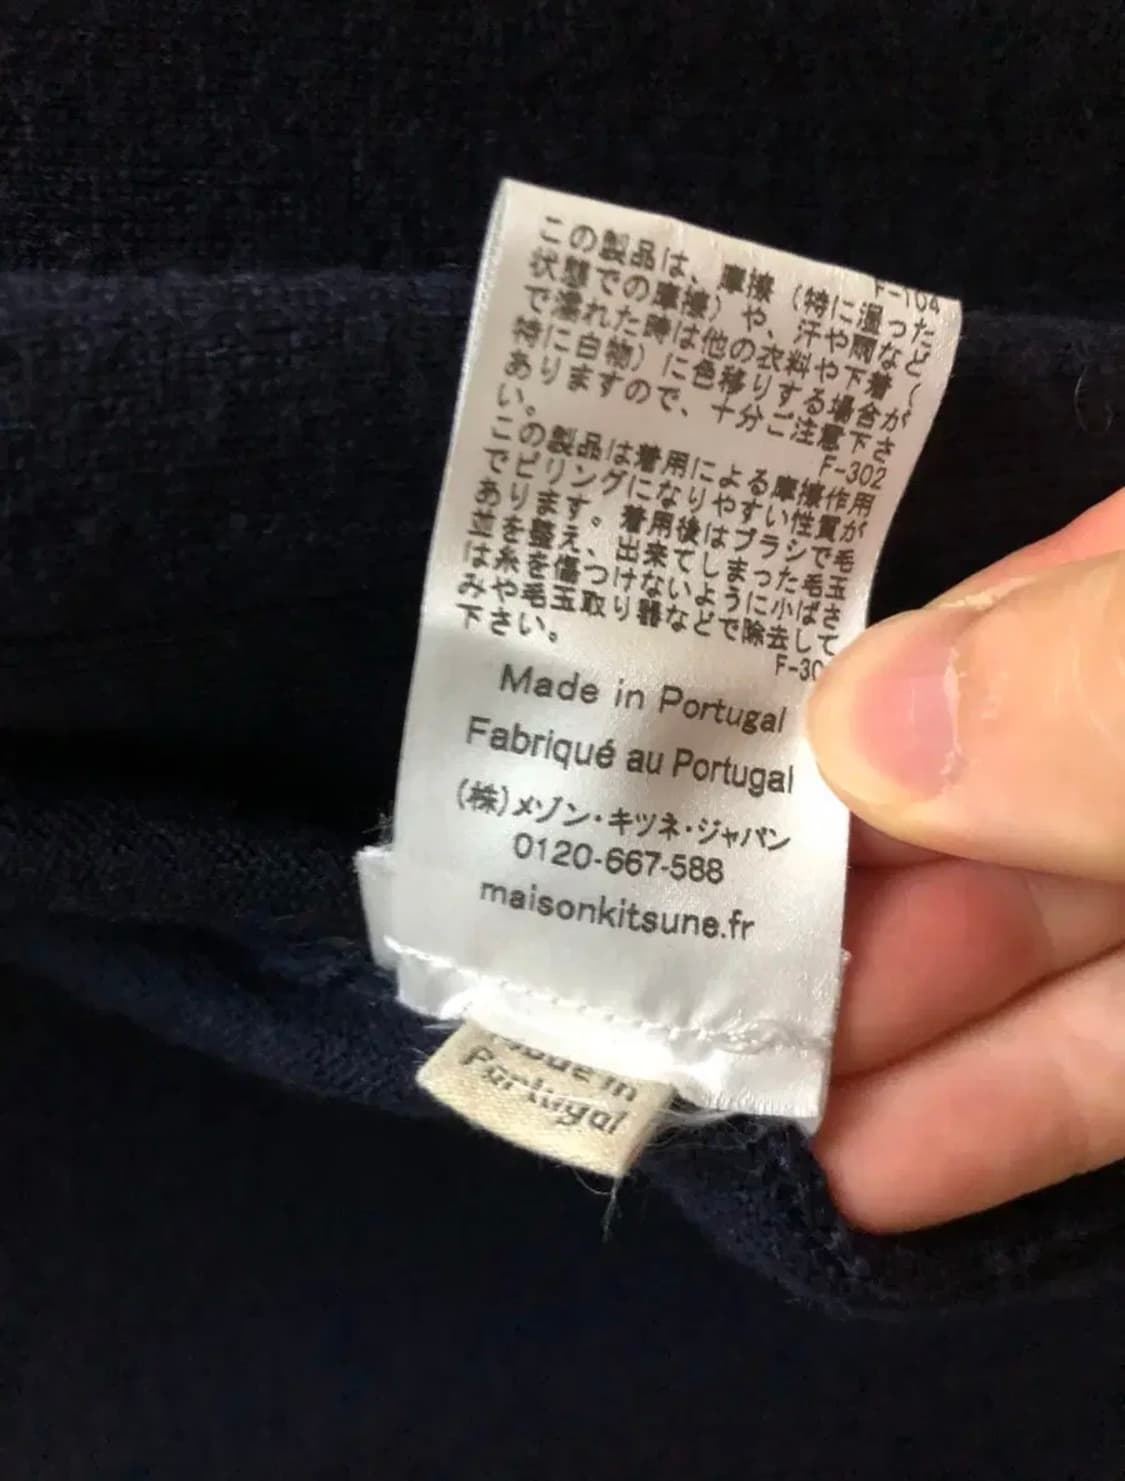 F-104
この製品は、摩擦（特に湿った
状態での摩擦）や、汗や雨など
で濡れた時は他の衣料や下着（
特に白物）に色移りする場合が
ありますので、十分ご注意下さ
い。
F-302
この製品は着用による摩擦作用
でピリングになりやすい性質が
あります。着用後はブラシで毛
並を整え、出来てしまった毛玉
は糸を傷つけないように小ばさ
みや毛玉取り器などで除去して
下さい。
F-30
Made in Portugal
Fabriqué au Portugal
(株)メゾン・キツネ・ジャパン
0120-667-588
maisonkitsune.fr
Made in
Portugal